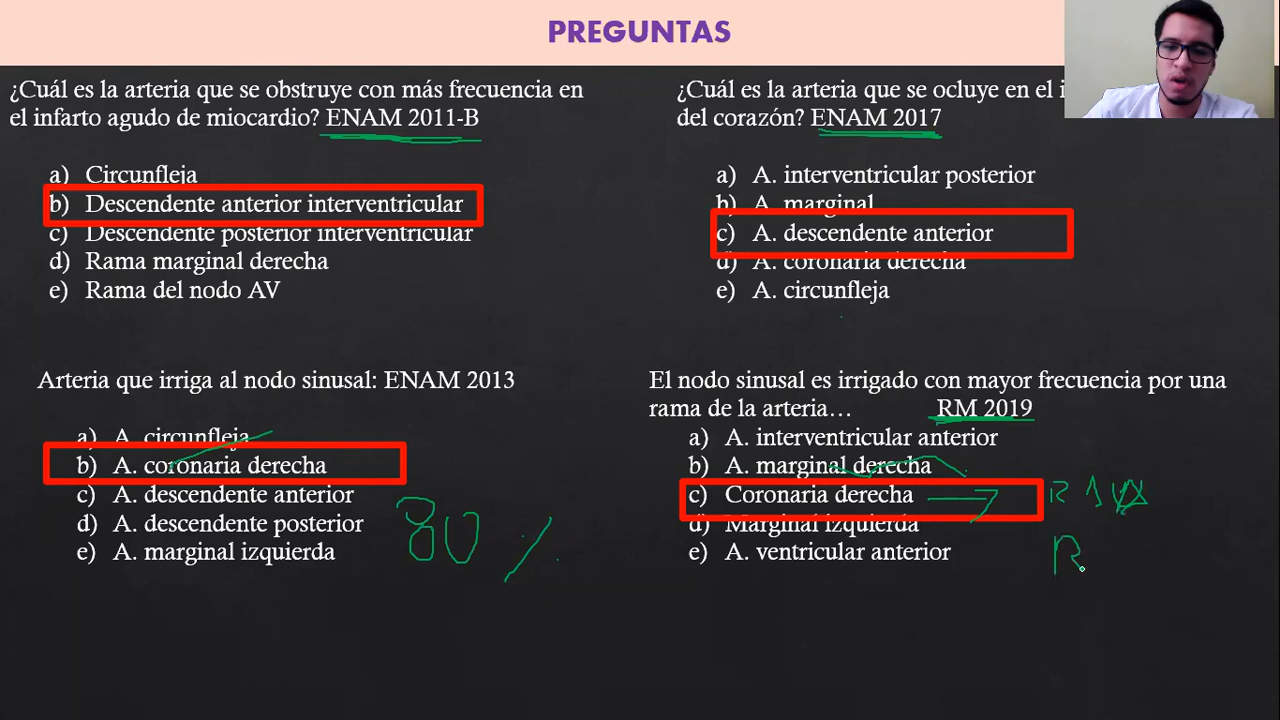 PREGUNTAS
¿Cuál es la arteria que se obstruye con más frecuencia en
el infarto agudo de miocardio? ENAM 2011-B
a) Circunfleja
b) Descendente anterior interventricular
c) Descendente posterior interventricular
d) Rama marginal derecha
e) Rama del nodo AV
¿Cuál es la arteria que se ocluye en el
del corazón? ENAM 2017
a) A. interventricular posterior
b) A. marginal
c) A. descendente anterior
d) A. coronaria derecha
e) A. circunfleja
Arteria que irriga al nodo sinusal: ENAM 2013
a) A. circunfleja
b) A. coronaria derecha
c) A. descendente anterior
d) A. descendente posterior
e) A. marginal izquierda
80 %
El nodo sinusal es irrigado con mayor frecuencia por una
rama de la arteria… RM 2019
a) A. interventricular anterior
b) A. marginal derecha
c) Coronaria derecha
d) Marginal izquierda
e) A. ventricular anterior
R